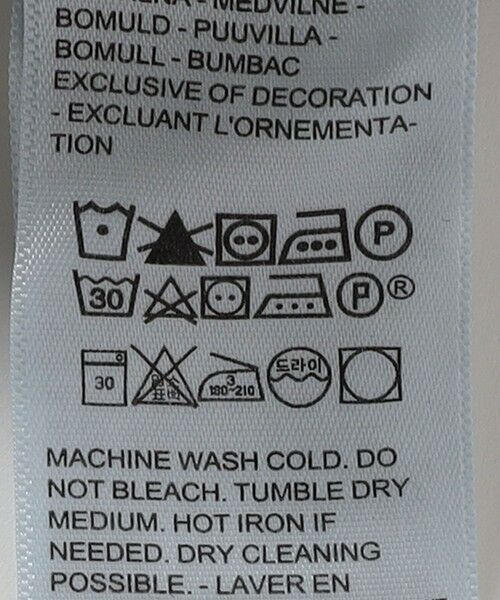 - MEDVILNĖ -
BOMULD - PUUVILLA -
BOMULL - BUMBAC
EXCLUSIVE OF DECORATION
- EXCLUANT L'ORNEMENTA-
TION
P
30 P ®
30 3 180-210 드라이
MACHINE WASH COLD. DO
NOT BLEACH. TUMBLE DRY
MEDIUM. HOT IRON IF
NEEDED. DRY CLEANING
POSSIBLE. - LAVER EN